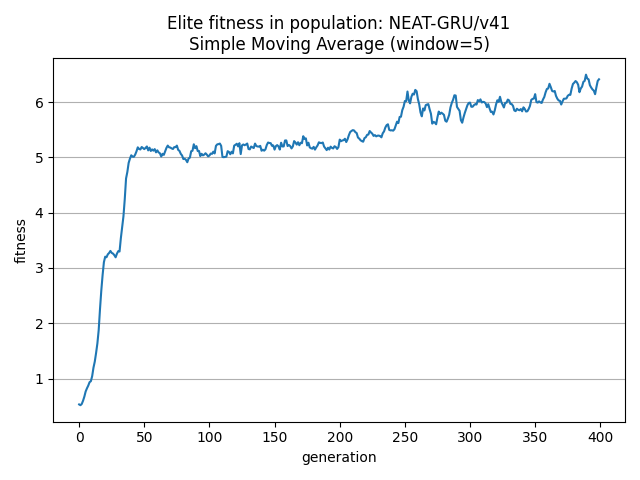 Elite fitness in population: NEAT-GRU/v41
Simple Moving Average (window=5)
fitness
6
5
4
3
2
1
0 50 100 150 200 250 300 350 400
generation